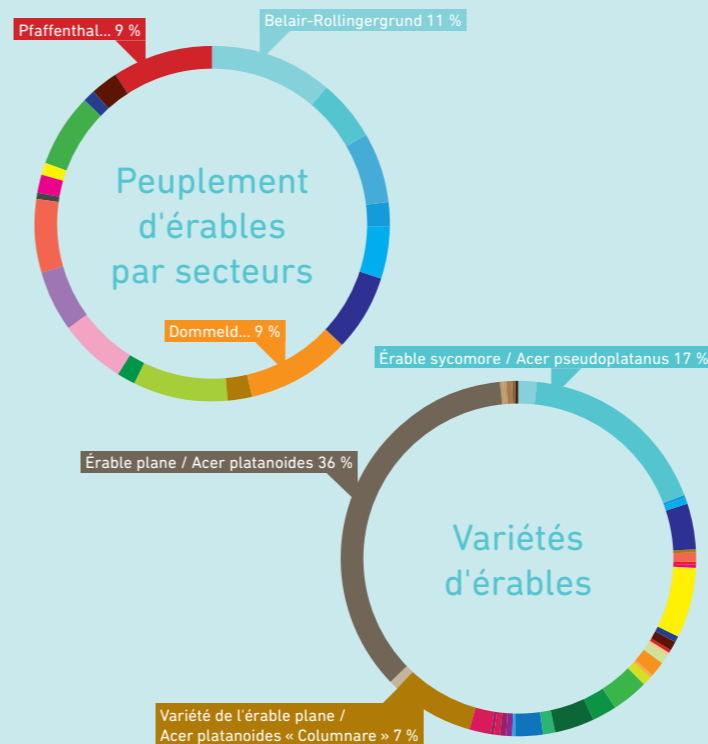 Pfaffenthal... 9 %
Belair-Rollingergrund 11 %
Peuplement
d'érables
par secteurs
Dommeld... 9 %
Érable sycomore / Acer pseudoplatanus 17 %
Érable plane / Acer platanoides 36 %
Variétés
d'érables
Variété de l'érable plane /
Acer platanoides « Columnare » 7 %